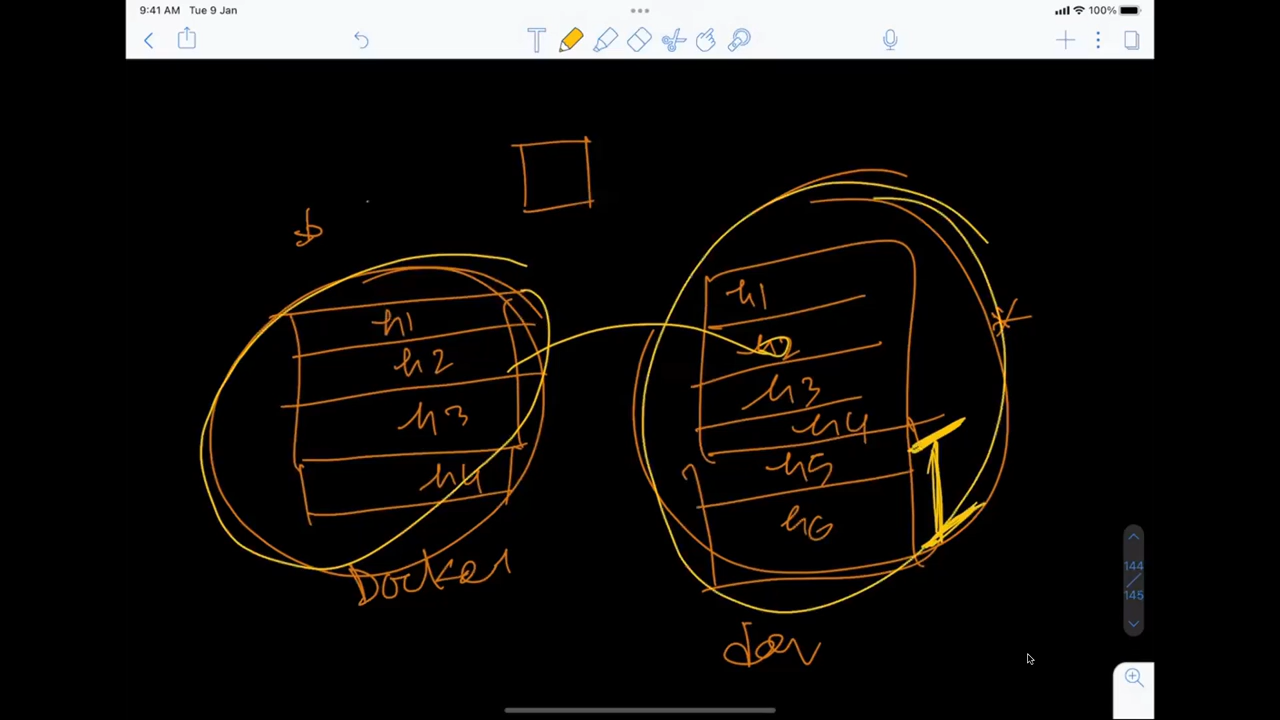 9:41 AM Tue 9 Jan
100%
T
h1
h2
h3
h4
Docker
h1
h2
h3
h4
h5
h6
dev
144
145